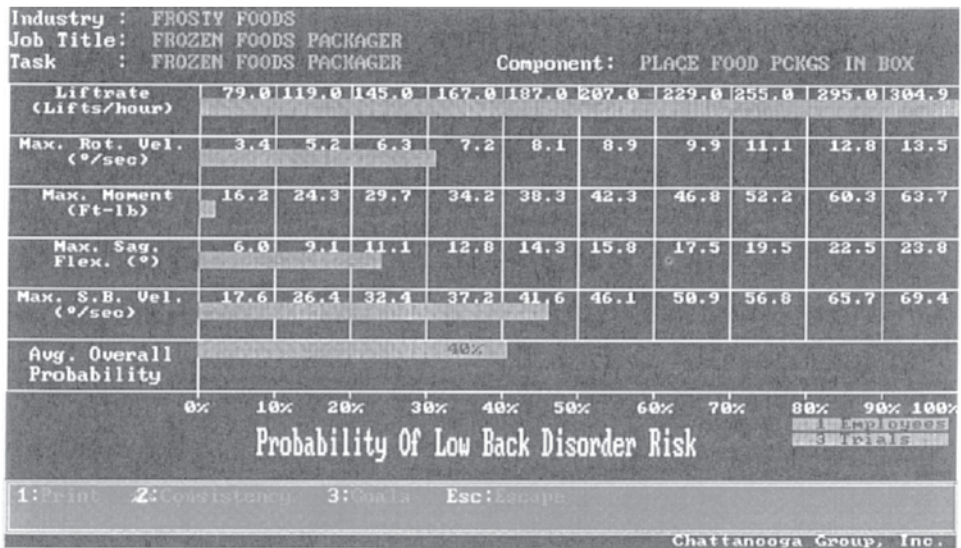 Industry : FROSTY FOODS
Job Title: FROZEN FOODS PACKAGER
Task : FROZEN FOODS PACKAGER Component: PLACE FOOD PCKGS IN BOX
Liftrate 79.0 119.0 145.0 167.0 187.0 207.0 229.0 255.0 295.0 304.9
(Lifts/hour)
Max. Rot. Vel. 3.4 5.2 6.3 7.2 8.1 8.9 9.9 11.1 12.8 13.5
(°/sec)
Max. Moment 16.2 24.3 29.7 34.2 38.3 42.3 46.8 52.2 60.3 63.7
(Ft-lb)
Max. Sag. 6.0 9.1 11.1 12.8 14.3 15.8 17.5 19.5 22.5 23.8
Flex. (°)
Max. S.B. Vel. 17.6 26.4 32.4 37.2 41.6 46.1 50.9 56.8 65.7 69.4
(°/sec)
Avg. Overall 40%
Probability
0% 10% 20% 30% 40% 50% 60% 70% 80% 90% 100%
1 Employees
3 Trials
Probability Of Low Back Disorder Risk
1:Print 2:Consistency 3:Goals Esc:Escape
Chattanooga Group, Inc.